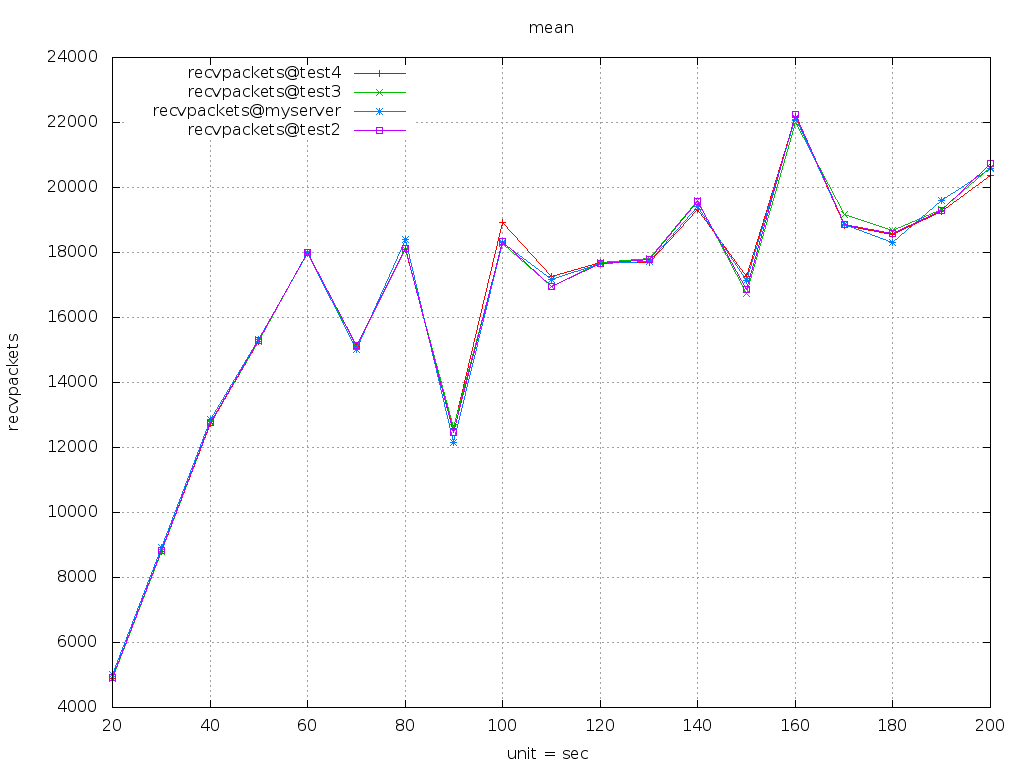 mean
24000
22000
20000
18000
16000
14000
12000
10000
8000
6000
4000
recvpackets@test4
recvpackets@test3
recvpackets@myserver
recvpackets@test2
recvpackets
20 40 60 80 100 120 140 160 180 200
unit = sec